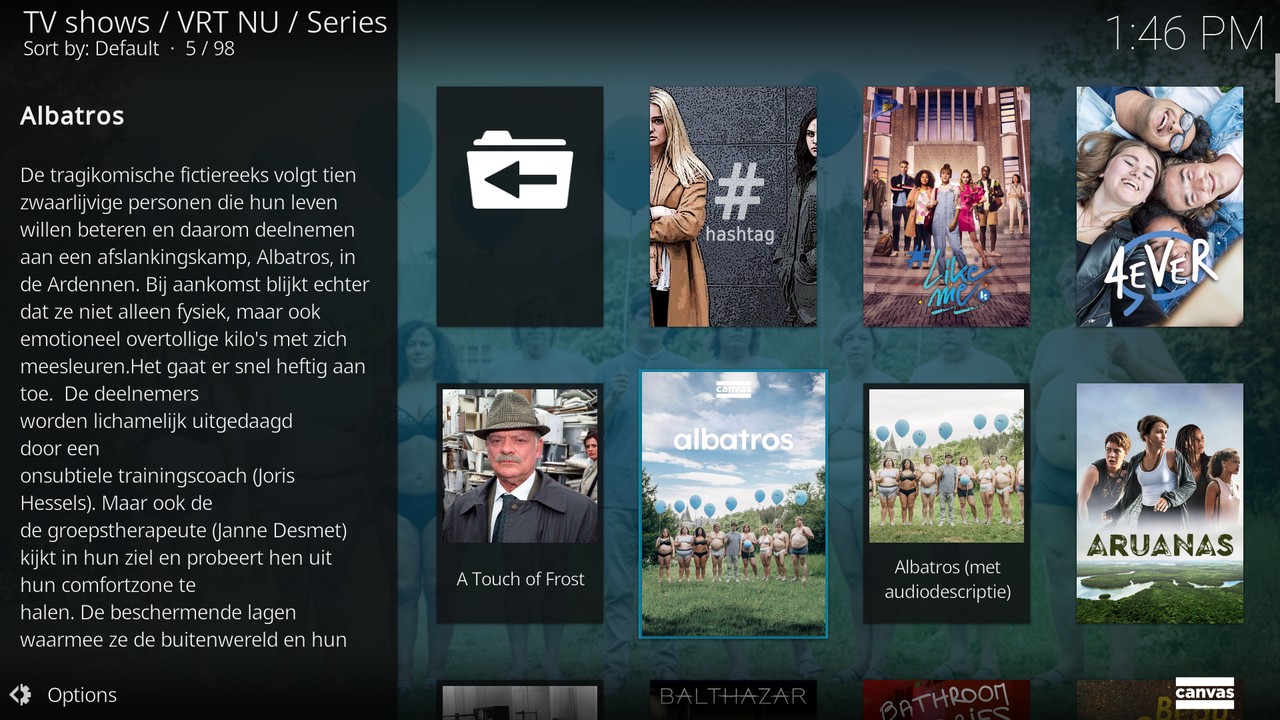 TV shows / VRT NU / Series
Sort by: Default · 5 / 98
1:46 PM
Albatros
De tragikomische fictiereeks volgt tien
zwaarlijvige personen die hun leven
willen beteren en daarom deelnemen
aan een afslankingskamp, Albatros, in
de Ardennen. Bij aankomst blijkt echter
dat ze niet alleen fysiek, maar ook
emotioneel overtollige kilo's met zich
meesleuren.Het gaat er snel heftig aan
toe.  De deelnemers
worden lichamelijk uitgedaagd
door een
onsubtiele trainingscoach (Joris
Hessels). Maar ook de
de groepstherapeute (Janne Desmet)
kijkt in hun ziel en probeert hen uit
hun comfortzone te
halen. De beschermende lagen
waarmee ze de buitenwereld en hun
Options
#
hashtag
#Like
me
4EVER
A Touch of Frost
canvas
albatros
Albatros (met
audiodescriptie)
ARUANAS
BALTHAZAR
BATHROOM
canvas